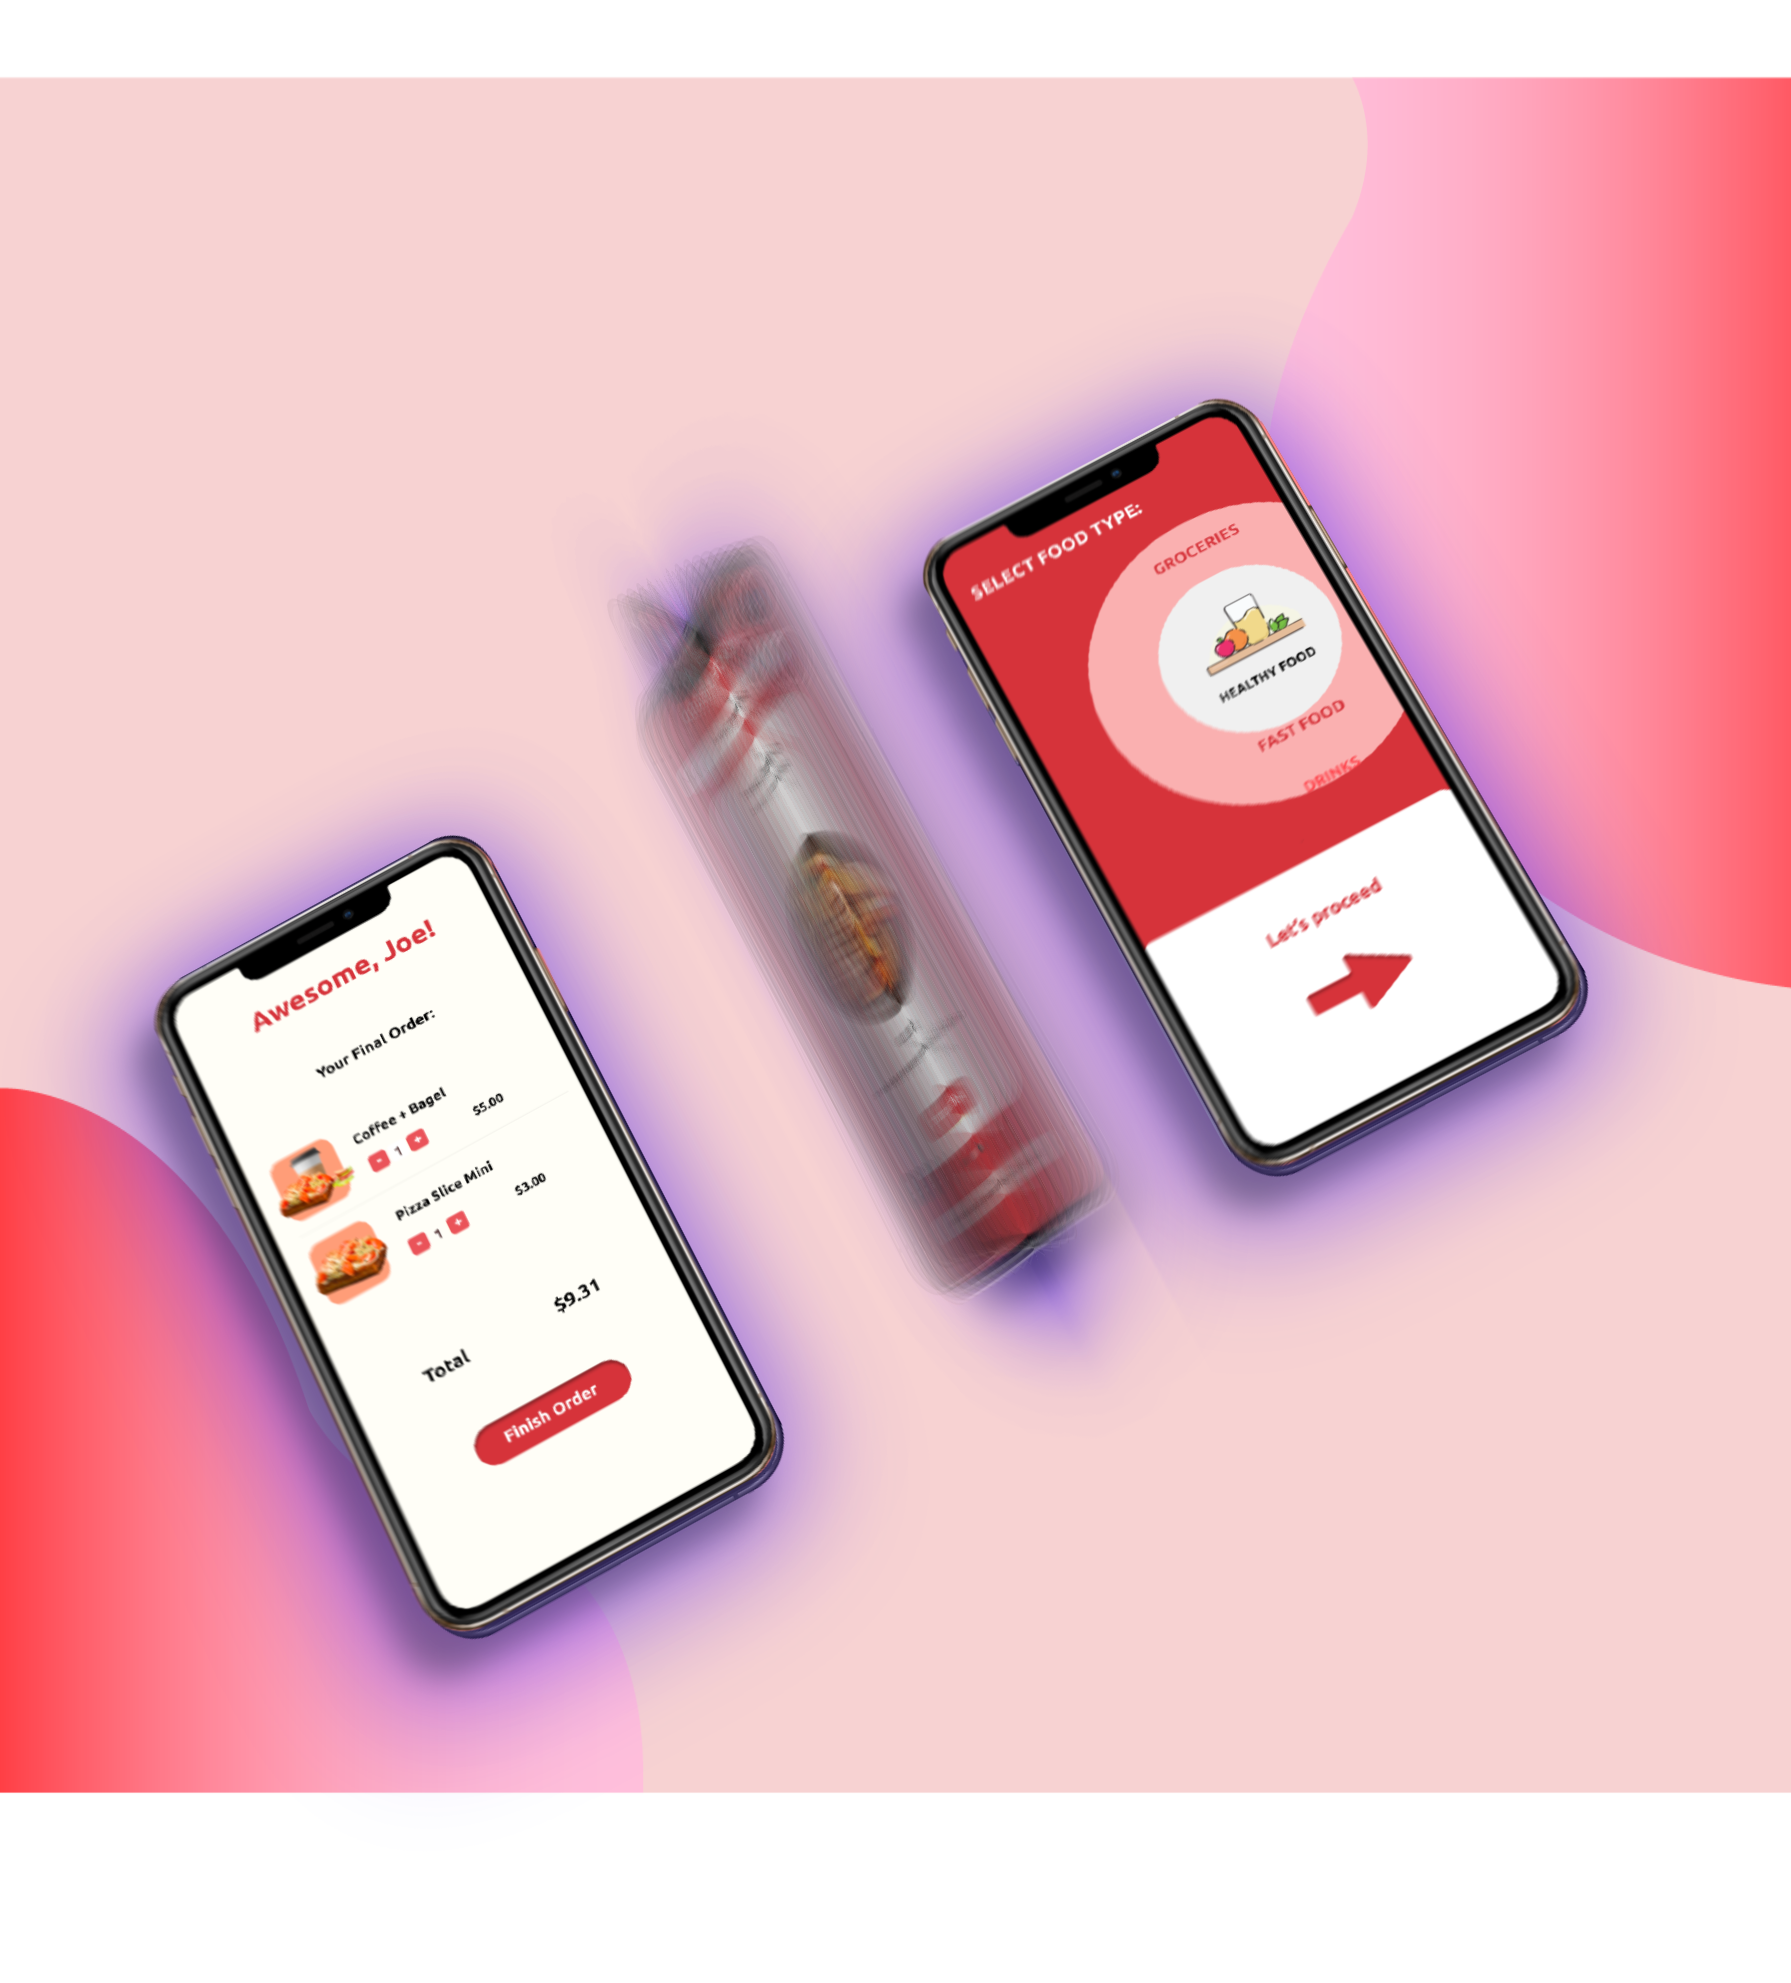 Awesome, Joe!
Your Final Order:
Coffee + Bagel
$5.00
- 1 +
Pizza Slice Mini
$3.00
- 1 +
$9.31
Total
Finish Order
SELECT FOOD TYPE:
GROCERIES
HEALTHY FOOD
FAST FOOD
DRINKS
Let's proceed